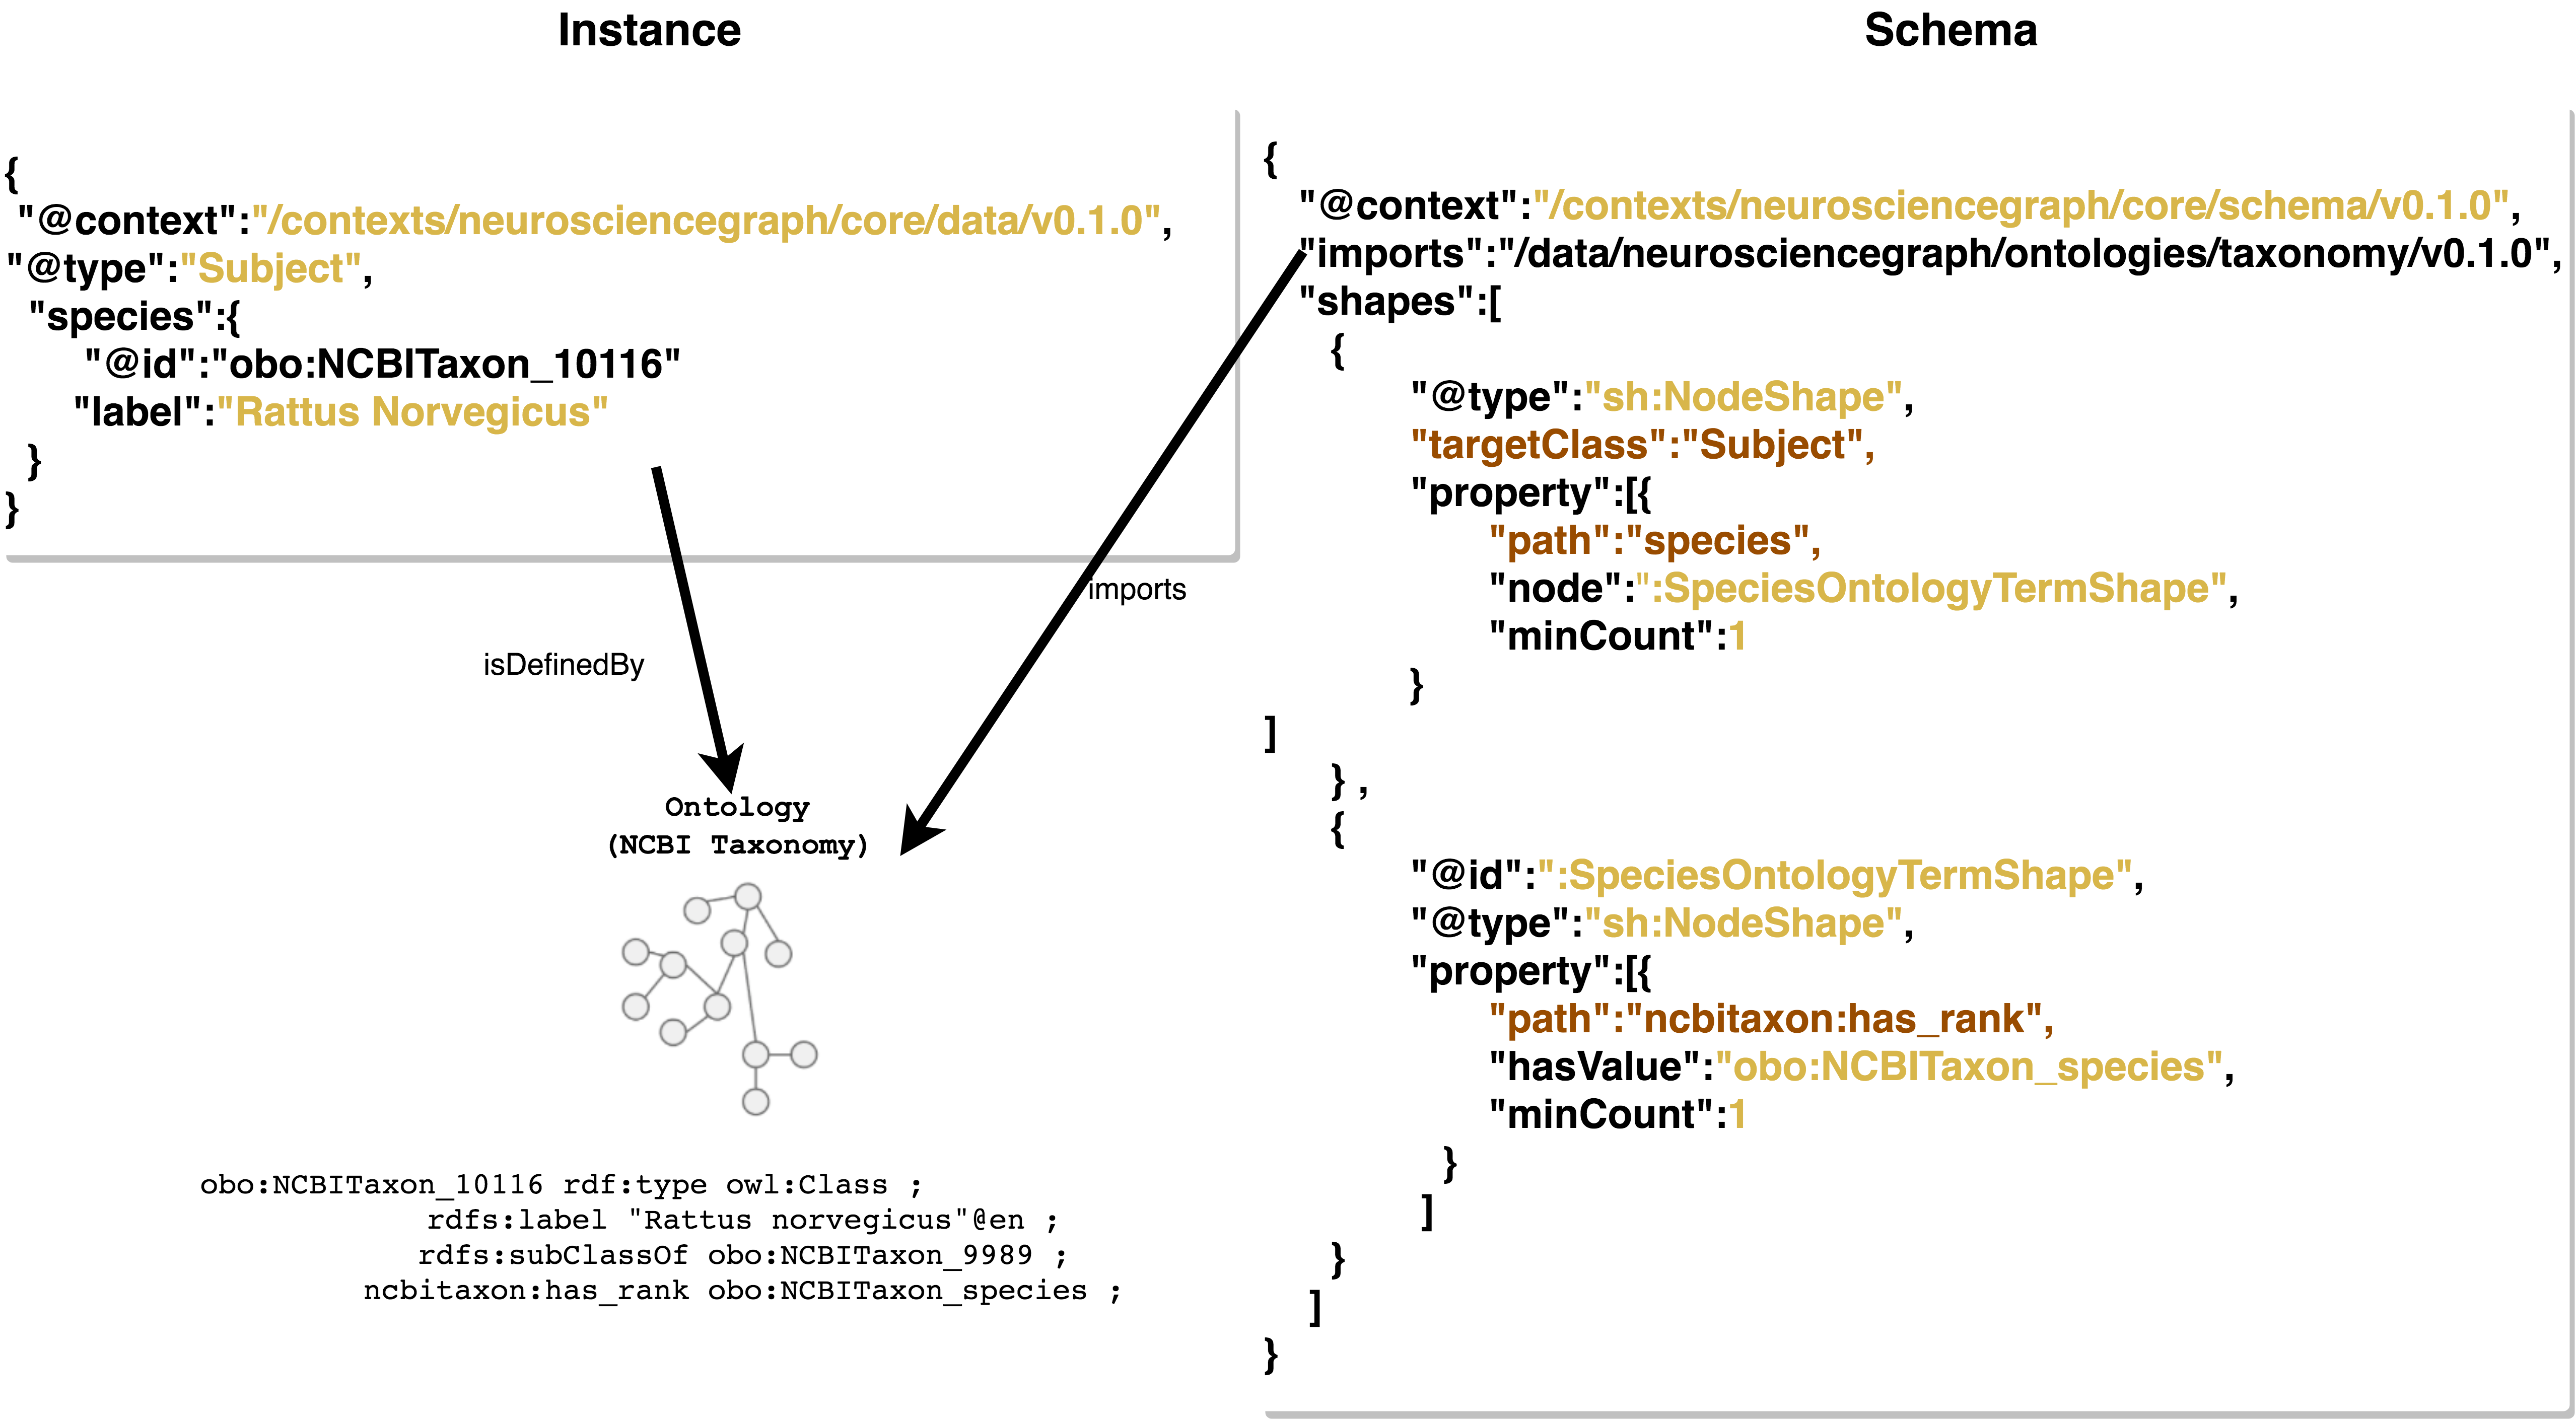 Instance
{
"@context":"/contexts/neurosciencegraph/core/data/v0.1.0",
"@type":"Subject",
"species":{
"@id":"obo:NCBITaxon_10116"
"label":"Rattus Norvegicus"
}
}
isDefinedBy
imports
Ontology
(NCBI Taxonomy)
obo:NCBITaxon_10116 rdf:type owl:Class ;
rdfs:label "Rattus norvegicus"@en ;
rdfs:subClassOf obo:NCBITaxon_9989 ;
ncbitaxon:has_rank obo:NCBITaxon_species ;
Schema
{
"@context":"/contexts/neurosciencegraph/core/schema/v0.1.0",
"imports":"/data/neurosciencegraph/ontologies/taxonomy/v0.1.0",
"shapes":[
{
"@type":"sh:NodeShape",
"targetClass":"Subject",
"property":[{
"path":"species",
"node":":SpeciesOntologyTermShape",
"minCount":1
}
]
} ,
{
"@id":":SpeciesOntologyTermShape",
"@type":"sh:NodeShape",
"property":[{
"path":"ncbitaxon:has_rank",
"hasValue":"obo:NCBITaxon_species",
"minCount":1
}
]
}
]
}